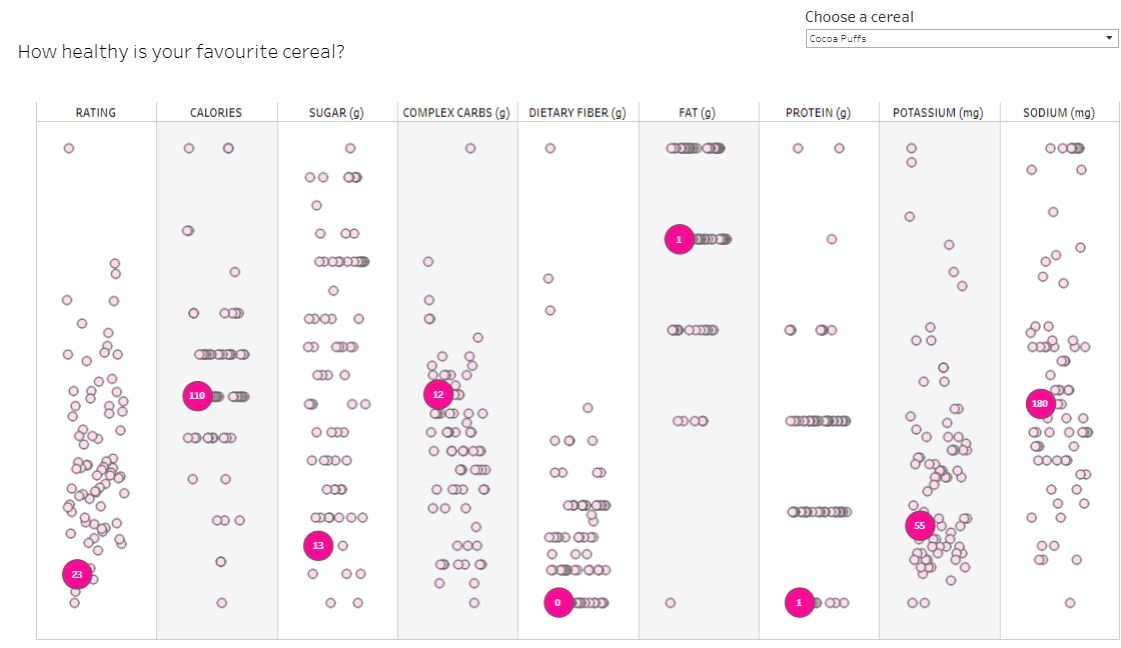 Choose a cereal
Cocoa Puffs
How healthy is your favourite cereal?
RATING CALORIES SUGAR (g) COMPLEX CARBS (g) DIETARY FIBER (g) FAT (g) PROTEIN (g) POTASSIUM (mg) SODIUM (mg)
1
110 12 180
55
13
23
0 1